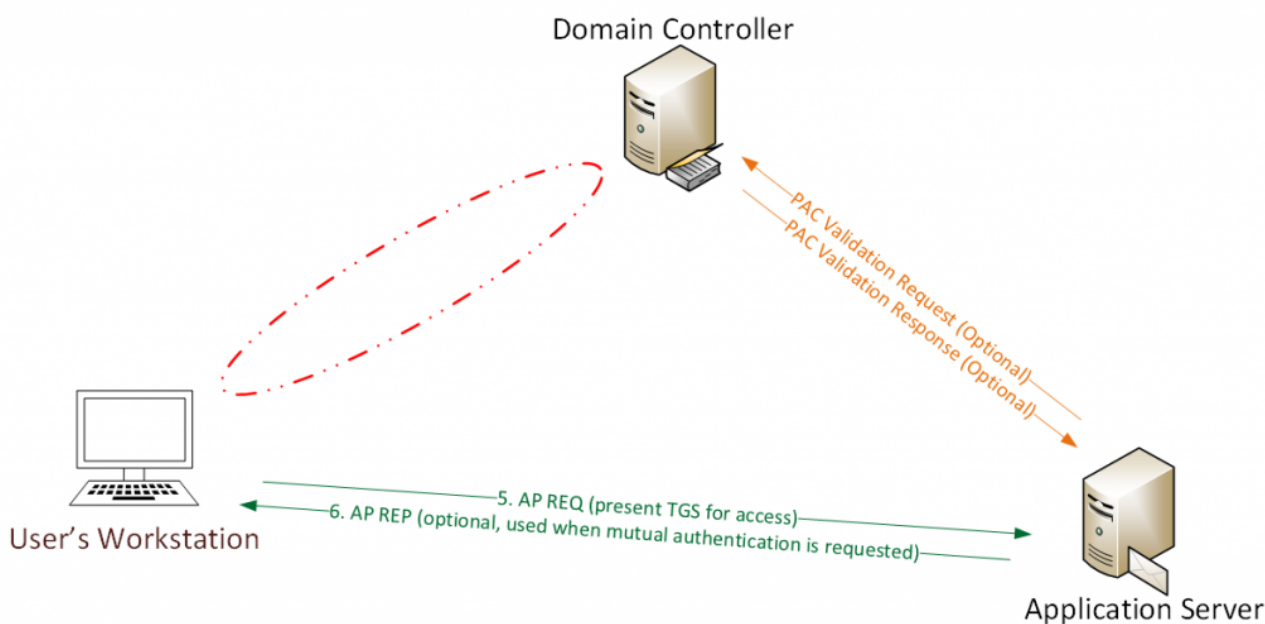 Domain Controller
PAC Validation Request (Optional)
PAC Validation Response (Optional)
5. AP REQ (present TGS for access)
6. AP REP (optional, used when mutual authentication is requested)
User's Workstation
Application Server